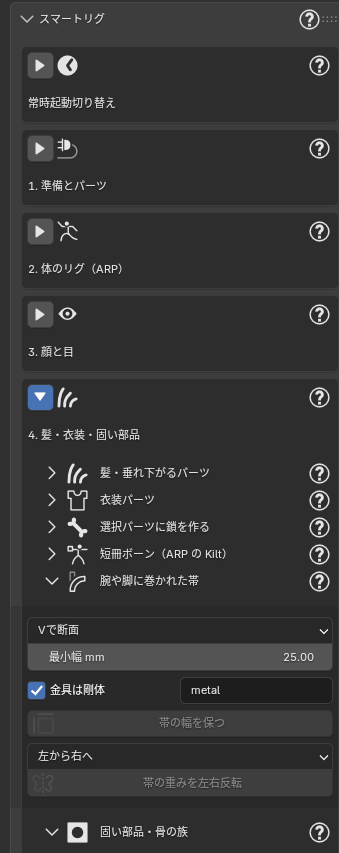 スマートリグ
常時起動切り替え
1. 準備とパーツ
2. 体のリグ（ARP）
3. 顔と目
4. 髪・衣装・固い部品
髪・垂れ下がるパーツ
衣装パーツ
選択パーツに鎖を作る
短冊ボーン（ARP の Kilt）
腕や脚に巻かれた帯
Vで断面
最小幅 mm 25.00
金具は剛体 metal
帯の幅を保つ
左から右へ
帯の重みを左右反転
固い部品・骨の族